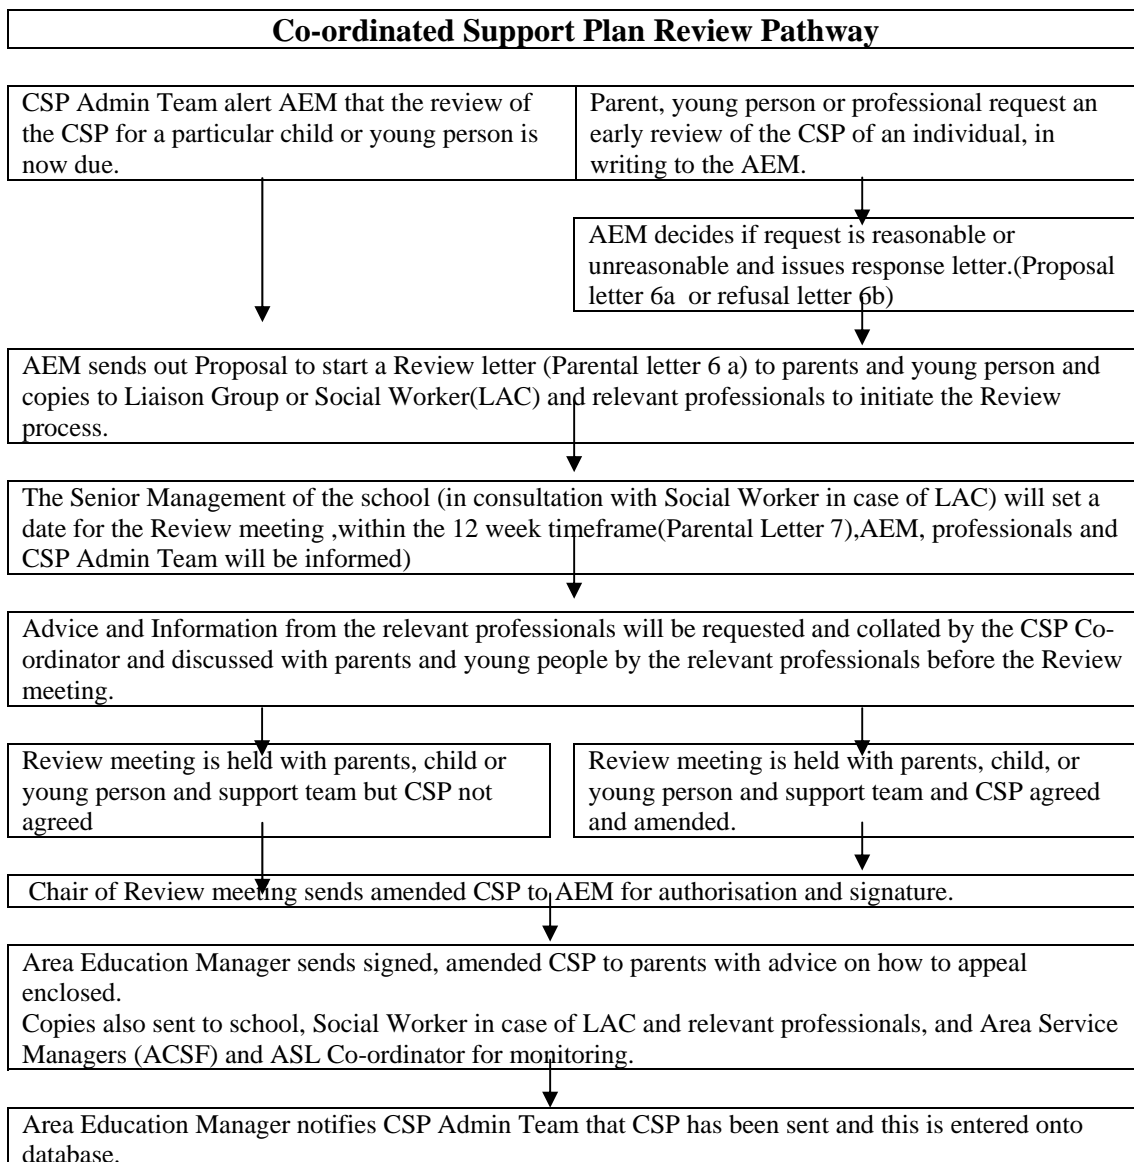 Co-ordinated Support Plan Review Pathway
CSP Admin Team alert AEM that the review of
the CSP for a particular child or young person is
now due.
Parent, young person or professional request an
early review of the CSP of an individual, in
writing to the AEM.
AEM decides if request is reasonable or
unreasonable and issues response letter.(Proposal
letter 6a  or refusal letter 6b)
AEM sends out Proposal to start a Review letter (Parental letter 6 a) to parents and young person and
copies to Liaison Group or Social Worker(LAC) and relevant professionals to initiate the Review
process.
The Senior Management of the school (in consultation with Social Worker in case of LAC) will set a
date for the Review meeting ,within the 12 week timeframe(Parental Letter 7),AEM, professionals and
CSP Admin Team will be informed)
Advice and Information from the relevant professionals will be requested and collated by the CSP Co-
ordinator and discussed with parents and young people by the relevant professionals before the Review
meeting.
Review meeting is held with parents, child or
young person and support team but CSP not
agreed
Review meeting is held with parents, child, or
young person and support team and CSP agreed
and amended.
Chair of Review meeting sends amended CSP to AEM for authorisation and signature.
Area Education Manager sends signed, amended CSP to parents with advice on how to appeal
enclosed.
Copies also sent to school, Social Worker in case of LAC and relevant professionals, and Area Service
Managers (ACSF) and ASL Co-ordinator for monitoring.
Area Education Manager notifies CSP Admin Team that CSP has been sent and this is entered onto
database.